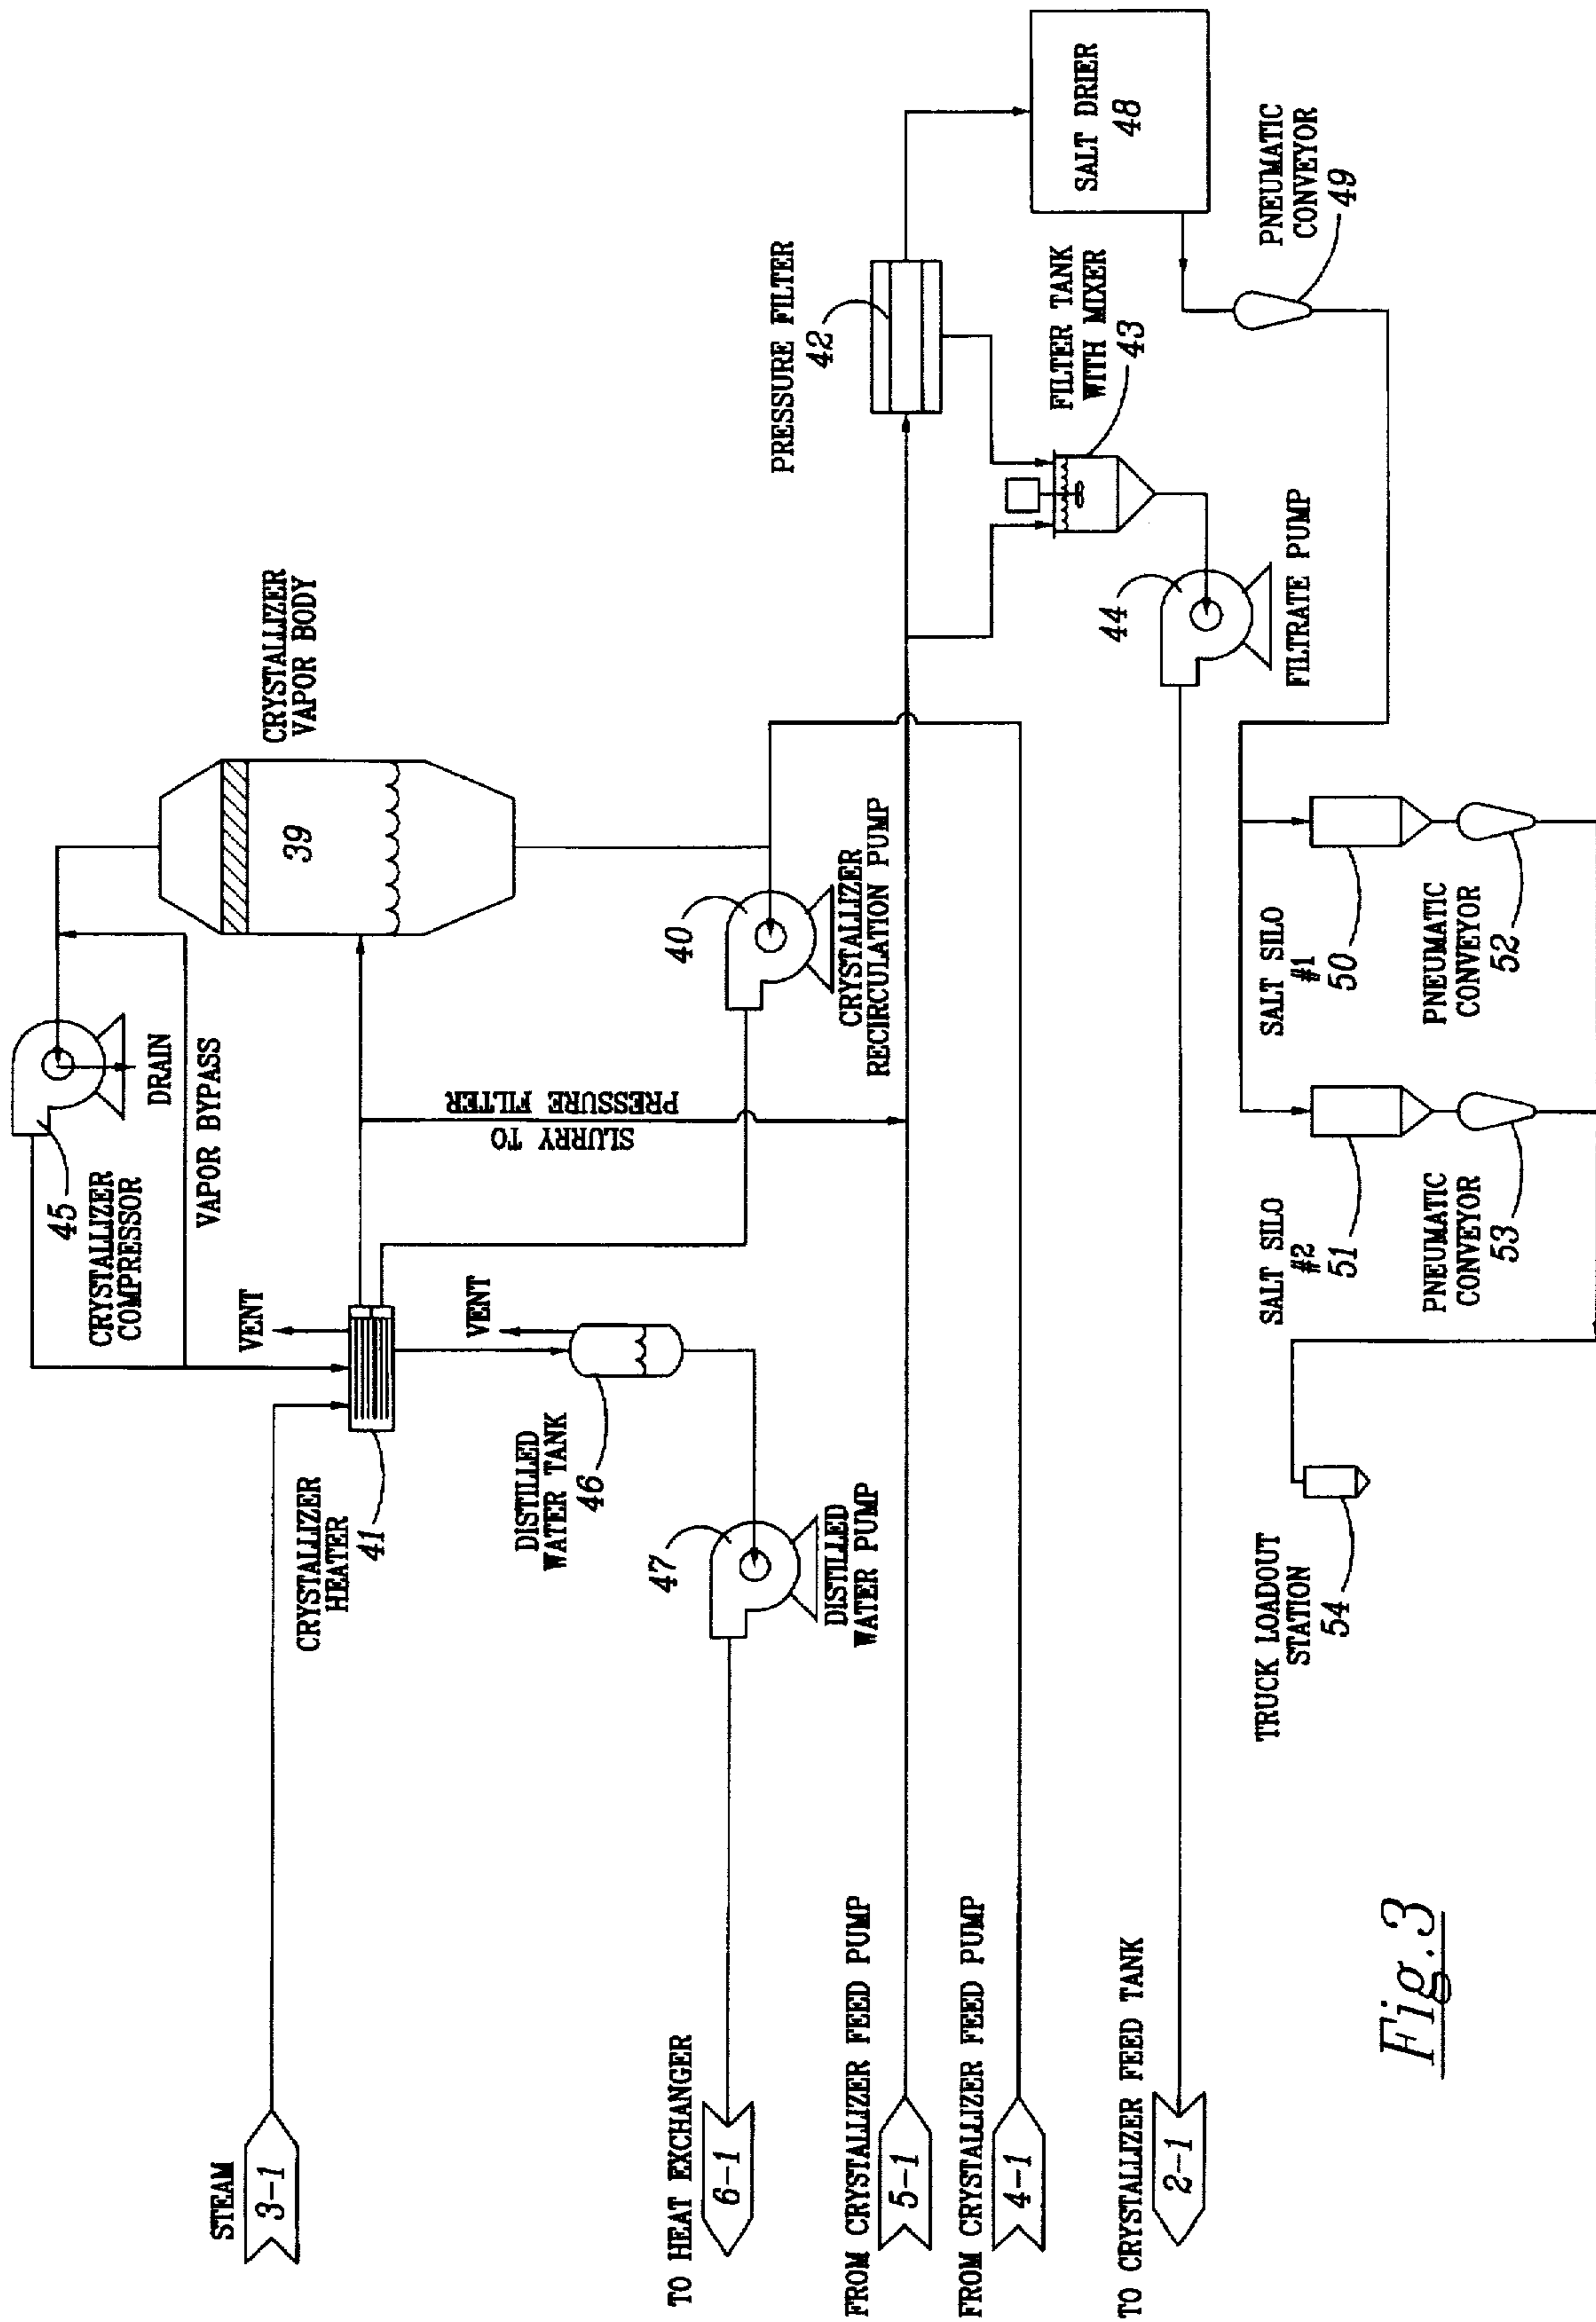 STEAM
3-1
CRYSTALLIZER
HEATER
41
VENT
45
CRYSTALLIZER
COMPRESSOR
VAPOR BYPASS
DRAIN
CRYSTALLIZER
VAPOR BODY
39
DISTILLED
WATER TANK
46
VENT
SLURRY TO
PRESSURE FILTER
40
CRYSTALLIZER
RECIRCULATION PUMP
TO HEAT EXCHANGER
6-1
47
DISTILLED
WATER PUMP
FROM CRYSTALLIZER FEED PUMP
5-1
FROM CRYSTALLIZER FEED PUMP
4-1
TO CRYSTALLIZER FEED TANK
2-1
PRESSURE FILTER
42
FILTER TANK
WITH MIXER
43
44
FILTRATE PUMP
SALT DRIER
48
PNEUMATIC
CONVEYOR
49
TRUCK LOADOUT
STATION
54
SALT SILO
#2
51
SALT SILO
#1
50
PNEUMATIC
CONVEYOR
53
PNEUMATIC
CONVEYOR
52
Fig.3